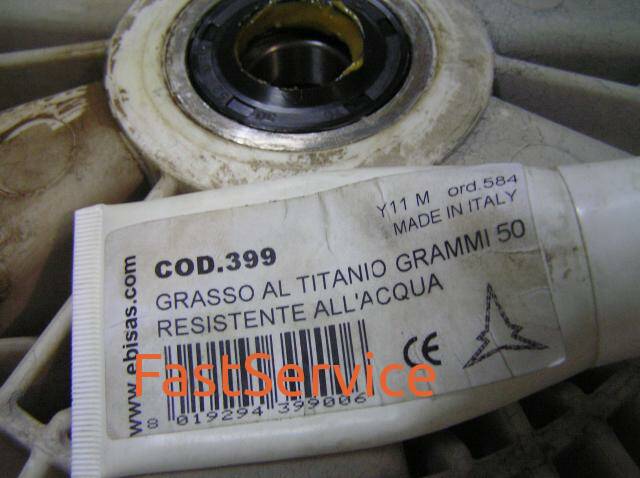 Y11 M ord.584
MADE IN ITALY
COD.399
GRASSO AL TITANIO GRAMMI 50
RESISTENTE ALL'ACQUA
www.ebisas.com
CE
FastService
8 019294 399006